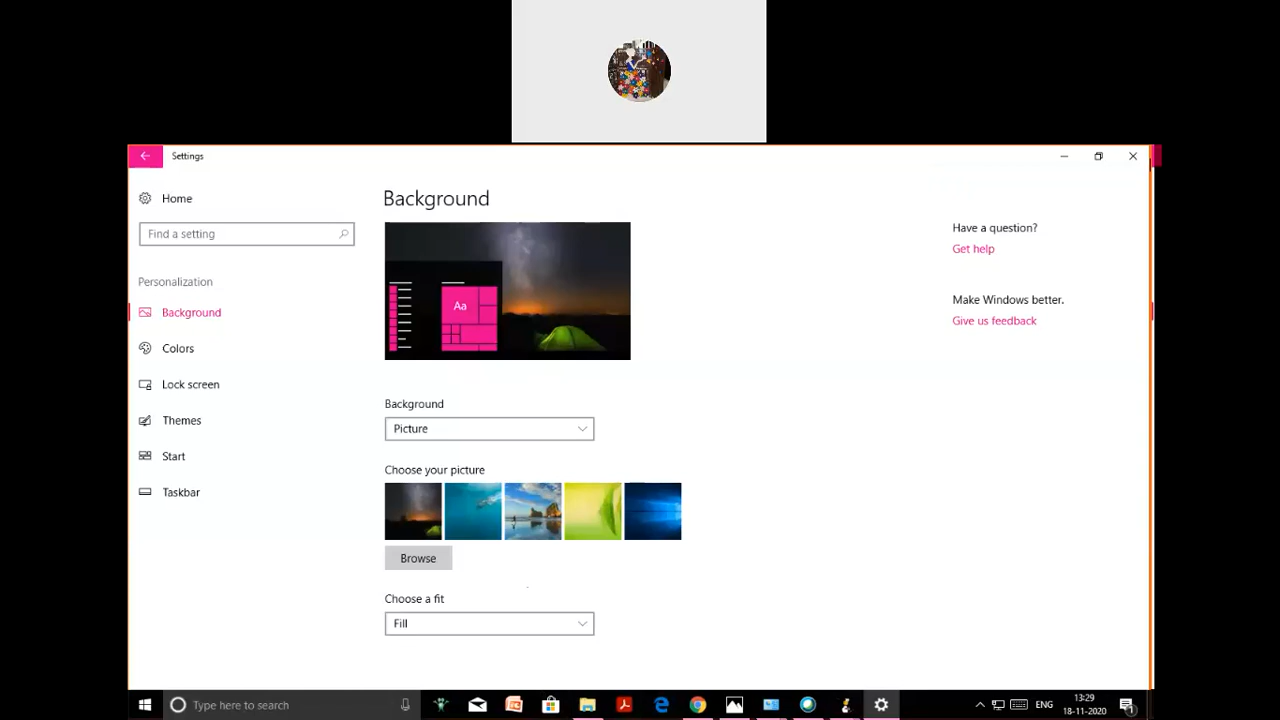 Settings
Home
Find a setting
Personalization
Background
Colors
Lock screen
Themes
Start
Taskbar
Background
Aa
Background
Picture
Choose your picture
Browse
Choose a fit
Fill
Have a question?
Get help
Make Windows better.
Give us feedback
Type here to search
ENG
13:29
18-11-2020